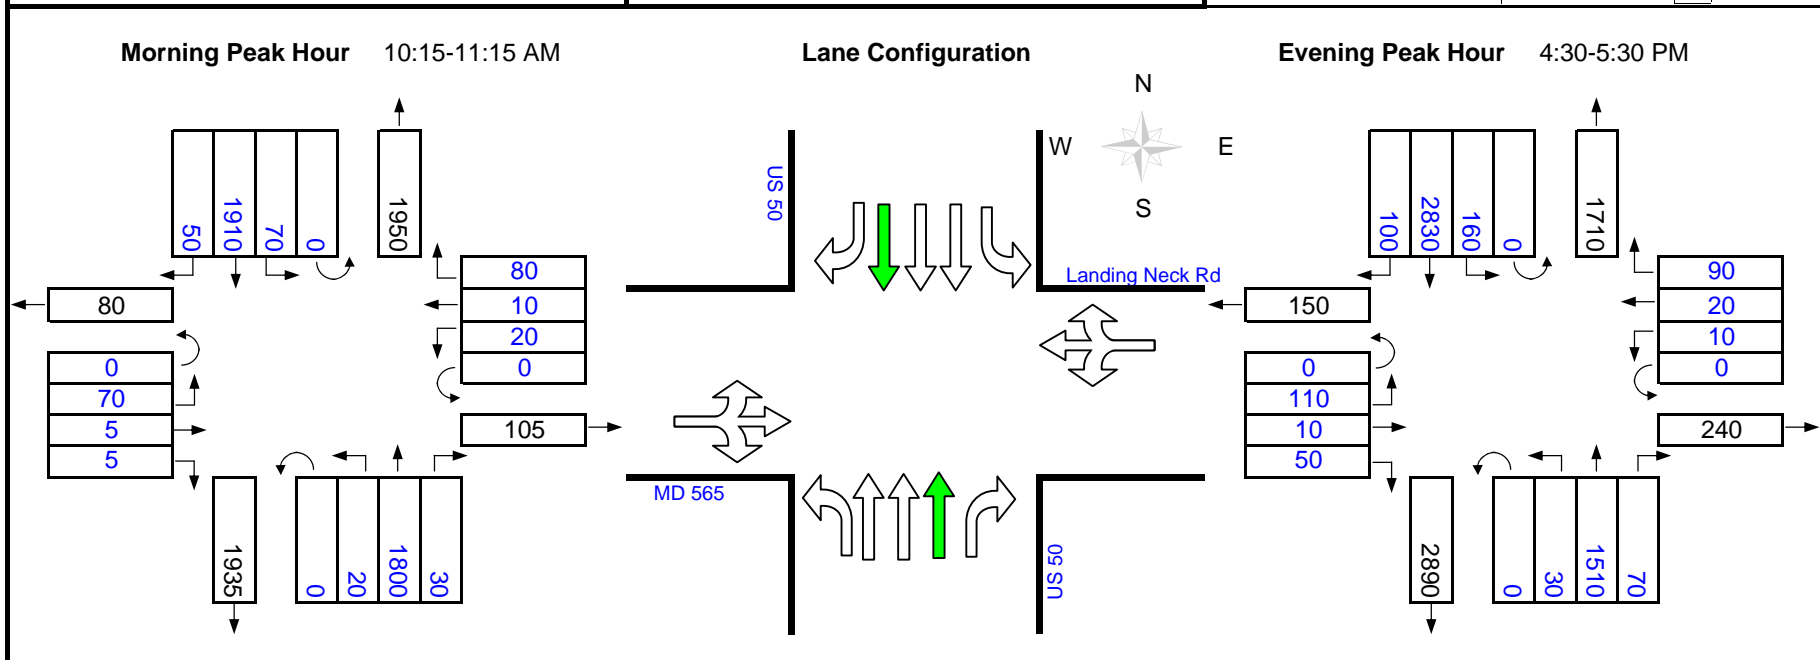 Morning Peak Hour 10:15-11:15 AM
Lane Configuration
Evening Peak Hour 4:30-5:30 PM
50 1910 70 0
1950
80
10
20
0
80
0
70
5
5
105
1935
0 20 1800 30
N
W E
S
US 50
Landing Neck Rd
MD 565
US 50
100 2830 160 0
1710
90
20
10
0
150
0
110
10
50
240
2890
0 30 1510 70